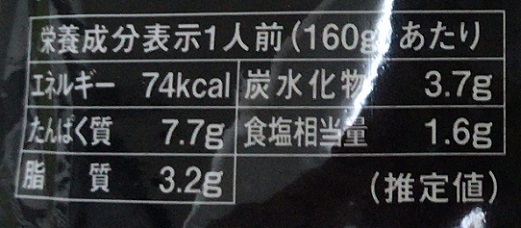 栄養成分表示1人前(160g)あたり
エネルギー 74kcal 炭水化物 3.7g
たんぱく質 7.7g 食塩相当量 1.6g
脂 質 3.2g (推定値)